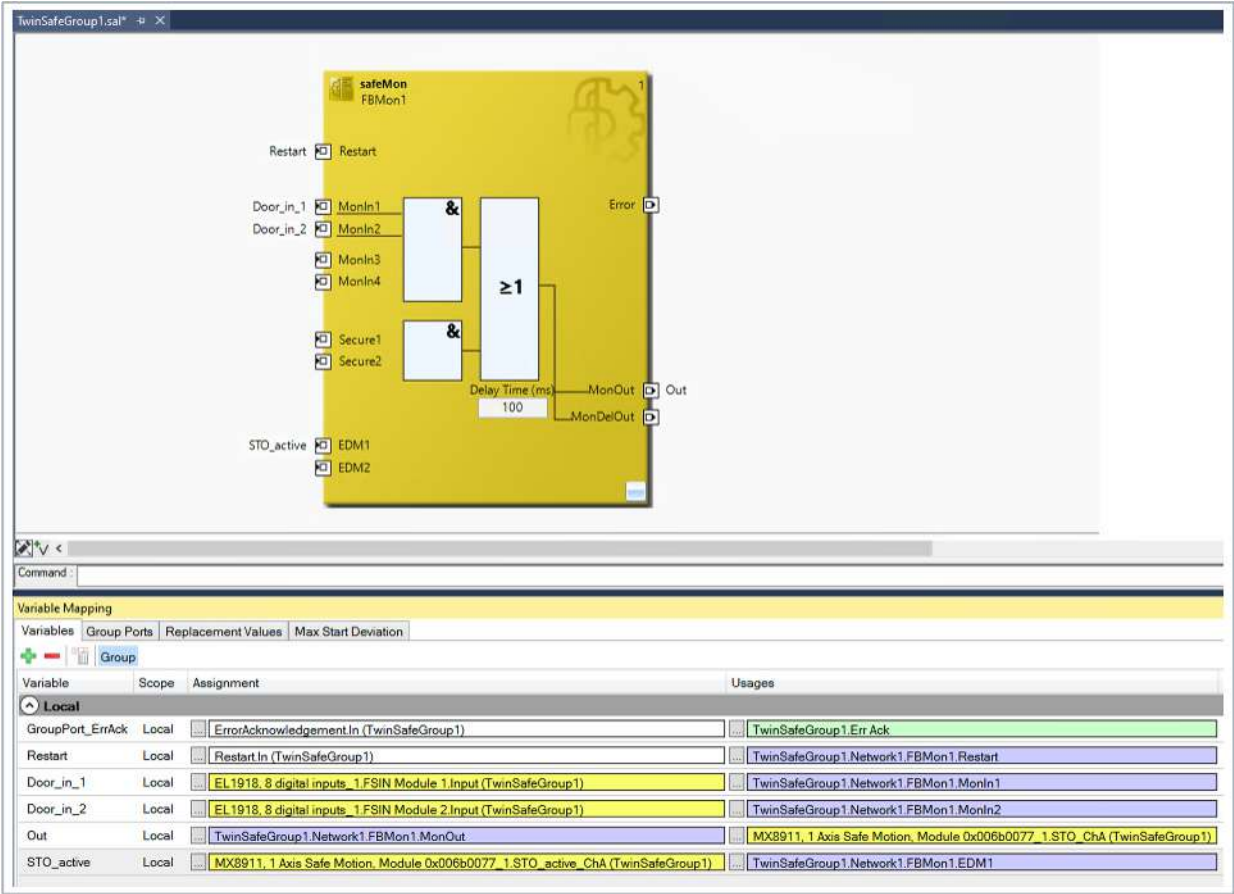 TwinSafeGroup1.sal*
safeMon 1
FBMon1
Restart Restart
Door_in_1 MonIn1 & Error
Door_in_2 MonIn2
MonIn3
MonIn4 ≥1
Secure1 &
Secure2
Delay Time (ms) MonOut Out
100 MonDelOut
STO_active EDM1
EDM2
Command :
Variable Mapping
Variables Group Ports Replacement Values Max Start Deviation
Group
Variable Scope Assignment Usages
Local
GroupPort_ErrAck Local ... ErrorAcknowledgement.In (TwinSafeGroup1) ... TwinSafeGroup1.Err Ack
Restart Local ... Restart.In (TwinSafeGroup1) ... TwinSafeGroup1.Network1.FBMon1.Restart
Door_in_1 Local ... EL1918, 8 digital inputs_1.FSIN Module 1.Input (TwinSafeGroup1) ... TwinSafeGroup1.Network1.FBMon1.MonIn1
Door_in_2 Local ... EL1918, 8 digital inputs_1.FSIN Module 2.Input (TwinSafeGroup1) ... TwinSafeGroup1.Network1.FBMon1.MonIn2
Out Local ... TwinSafeGroup1.Network1.FBMon1.MonOut ... MX8911, 1 Axis Safe Motion, Module 0x006b0077_1.STO_ChA (TwinSafeGroup1)
STO_active Local ... MX8911, 1 Axis Safe Motion, Module 0x006b0077_1.STO_active_ChA (TwinSafeGroup1) ... TwinSafeGroup1.Network1.FBMon1.EDM1